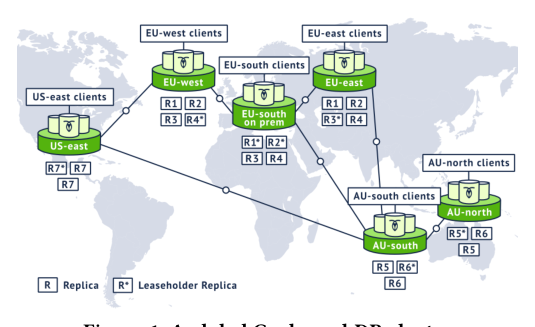 EU-west clients
EU-east clients
EU-south clients
EU-west
EU-east
US-east clients
R1 R2
R3 R4*
EU-south
on prem
R1 R2
R3* R4
US-east
R1* R2*
R3 R4
R7* R7
R7
AU-north clients
AU-south clients
AU-north
R5* R6
R5
AU-south
R5 R6*
R6
R Replica R* Leaseholder Replica